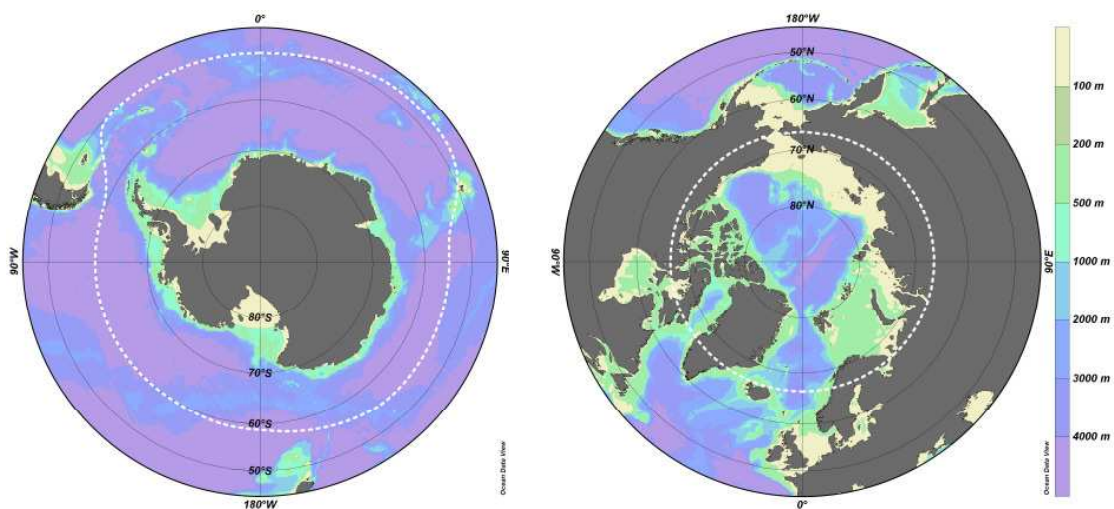 0°
90°W
90°E
80°S
70°S
60°S
50°S
180°W
Ocean Data View
180°W
50°N
60°N
70°N
80°N
90°W
90°E
0°
Ocean Data View
100 m
200 m
500 m
1000 m
2000 m
3000 m
4000 m